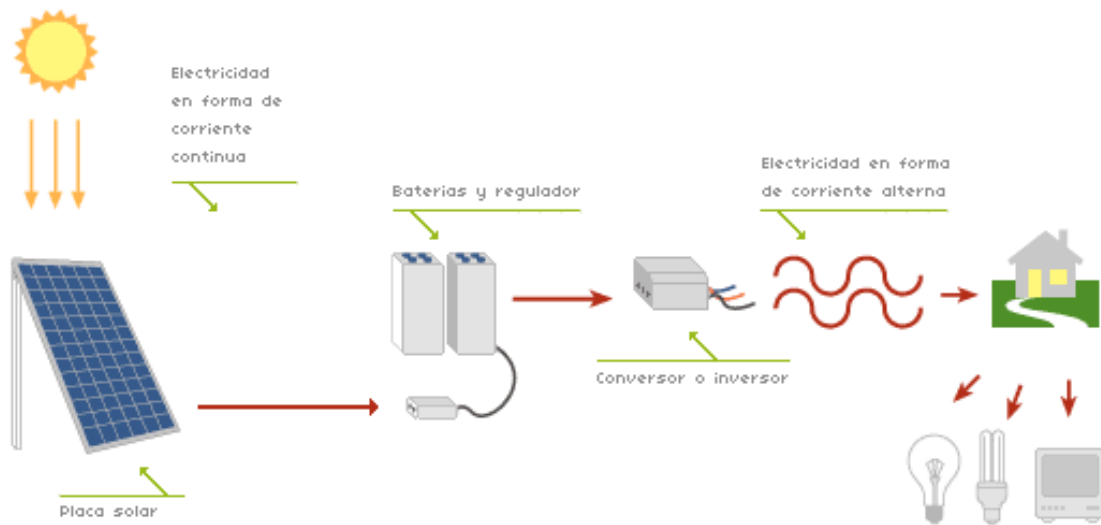 Electricidad
en forma de
corriente
continua
Baterias y regulador
Electricidad en forma
de corriente alterna
Conversor o inversor
Placa solar